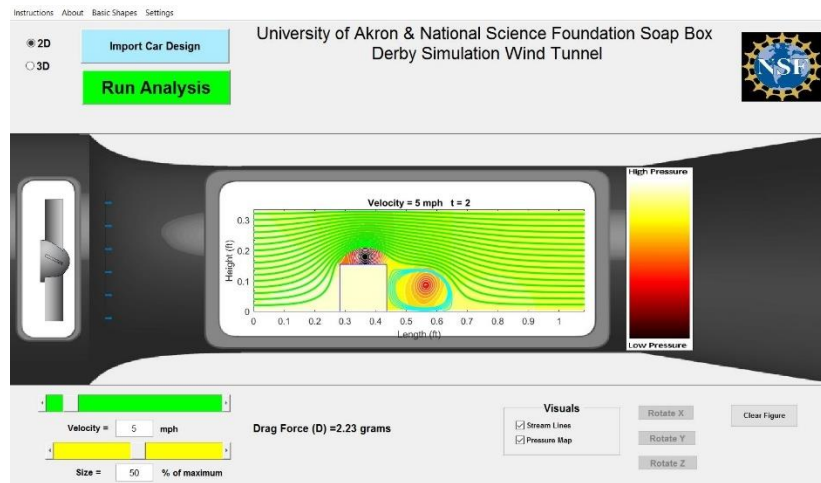 Instructions About Basic Shapes Settings
2D
3D
Import Car Design
Run Analysis
University of Akron & National Science Foundation Soap Box
Derby Simulation Wind Tunnel
NSF
High Pressure
Low Pressure
Velocity = 5 mph t = 2
Height (ft)
0.3
0.2
0.1
0
0 0.1 0.2 0.3 0.4 0.5 0.6 0.7 0.8 0.9 1
Length (ft)
Velocity = 5 mph
Size = 50 % of maximum
Drag Force (D) =2.23 grams
Visuals
Stream Lines
Pressure Map
Rotate X
Rotate Y
Rotate Z
Clear Figure